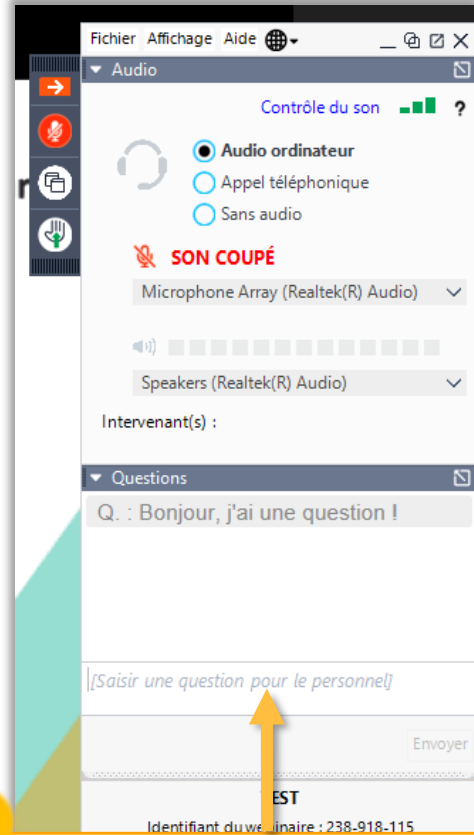 Fichier Affichage Aide
Audio
Contrôle du son ?
Audio ordinateur
Appel téléphonique
Sans audio
SON COUPÉ
Microphone Array (Realtek(R) Audio)
Speakers (Realtek(R) Audio)
Intervenant(s) :
Questions
Q. : Bonjour, j'ai une question !
[Saisir une question pour le personnel]
Envoyer
TEST
Identifiant du webinaire : 238-918-115